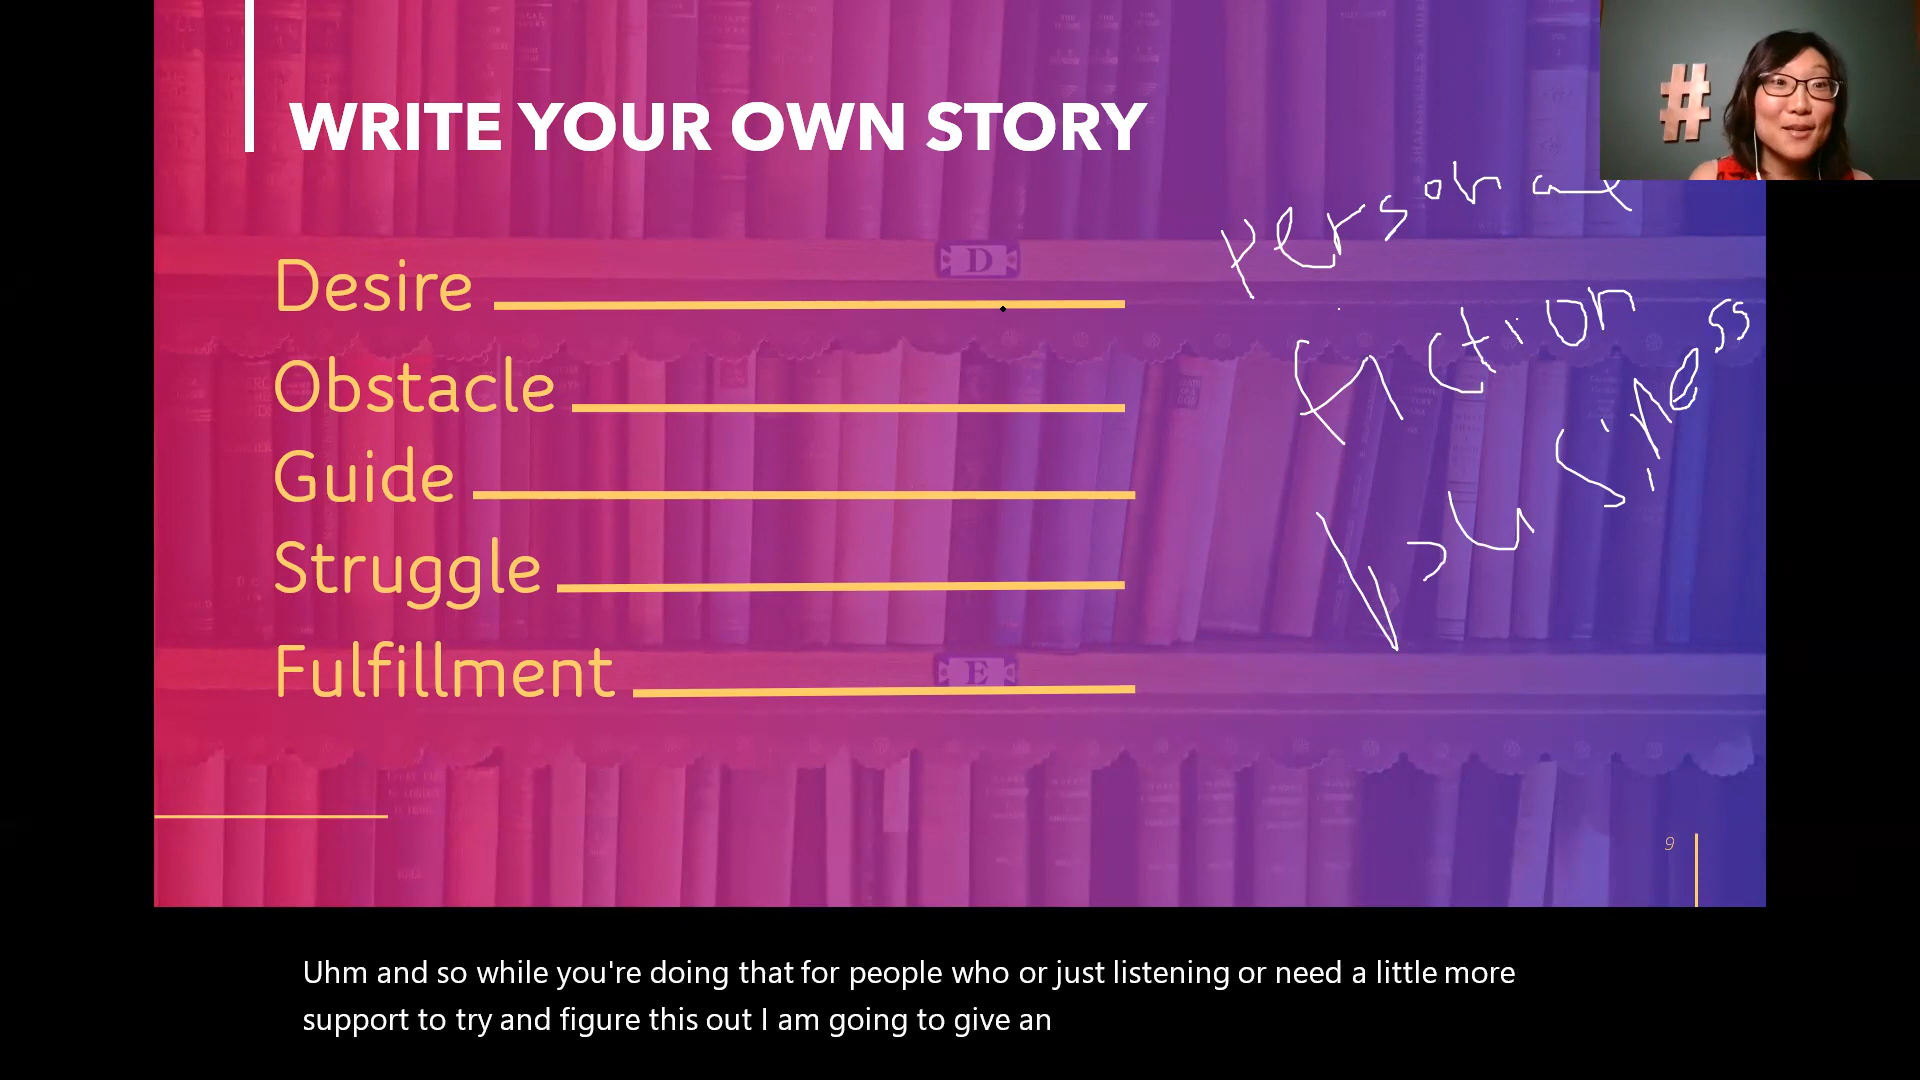 #
WRITE YOUR OWN STORY
personal
fiction
business
Desire
D
Obstacle
Guide
Struggle
Fulfillment
E
9
Uhm and so while you're doing that for people who or just listening or need a little more
support to try and figure this out I am going to give an